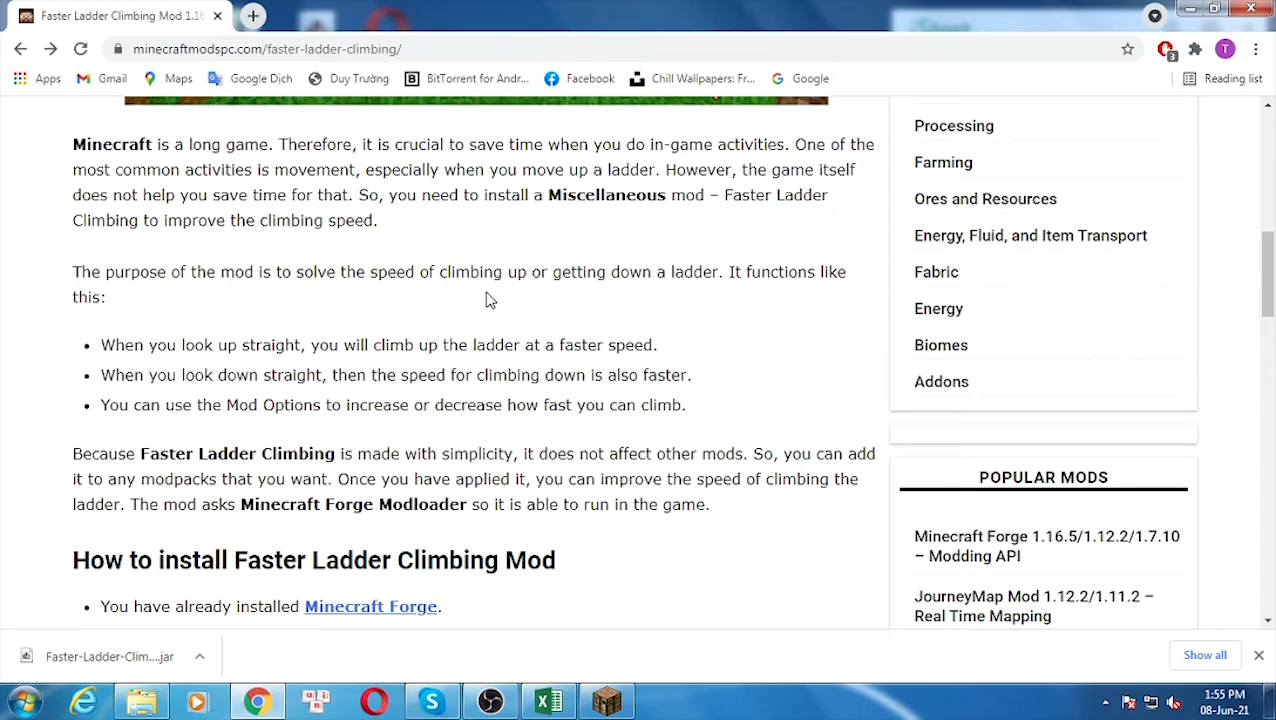 Faster Ladder Climbing Mod 1.16
minecraftmodspc.com/faster-ladder-climbing/
3
T
Apps
Gmail
Maps
Google Dịch
Duy Trường
BitTorrent for Andr...
Facebook
Chill Wallpapers: Fr...
Google
Reading list
Minecraft is a long game. Therefore, it is crucial to save time when you do in-game activities. One of the
most common activities is movement, especially when you move up a ladder. However, the game itself
does not help you save time for that. So, you need to install a Miscellaneous mod – Faster Ladder
Climbing to improve the climbing speed.
The purpose of the mod is to solve the speed of climbing up or getting down a ladder. It functions like
this:
• When you look up straight, you will climb up the ladder at a faster speed.
• When you look down straight, then the speed for climbing down is also faster.
• You can use the Mod Options to increase or decrease how fast you can climb.
Because Faster Ladder Climbing is made with simplicity, it does not affect other mods. So, you can add
it to any modpacks that you want. Once you have applied it, you can improve the speed of climbing the
ladder. The mod asks Minecraft Forge Modloader so it is able to run in the game.
How to install Faster Ladder Climbing Mod
• You have already installed Minecraft Forge.
Processing
Farming
Ores and Resources
Energy, Fluid, and Item Transport
Fabric
Energy
Biomes
Addons
POPULAR MODS
Minecraft Forge 1.16.5/1.12.2/1.7.10
– Modding API
JourneyMap Mod 1.12.2/1.11.2 –
Real Time Mapping
Faster-Ladder-Clim....jar
Show all
1:55 PM
08-Jun-21